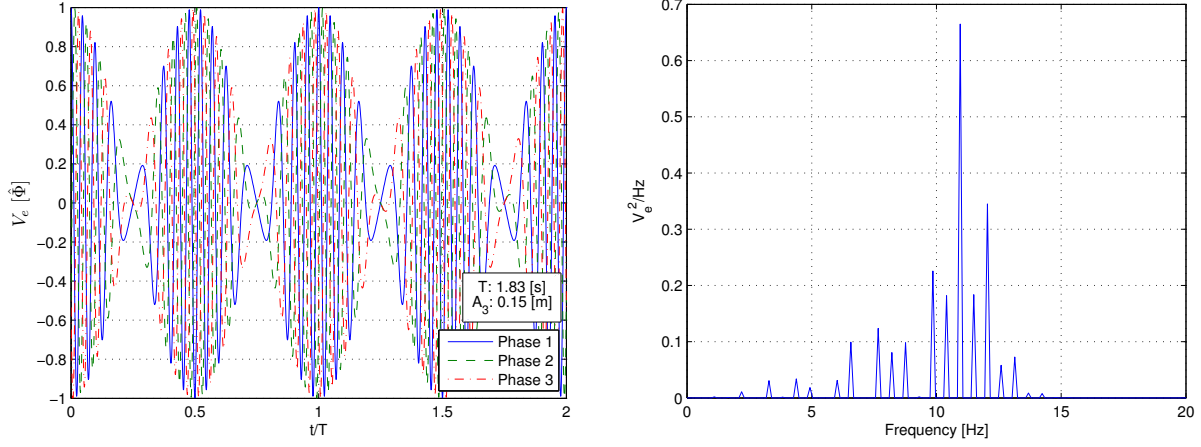 1
0.8
0.6
0.4
0.2
0
−0.2
−0.4
−0.6
−0.8
−1
V_e [Φ̂]
0 0.5 1 1.5 2
t/T
T: 1.83 [s]
A_3: 0.15 [m]
Phase 1
Phase 2
Phase 3
0.7
0.6
0.5
0.4
0.3
0.2
0.1
0
V_e^2/Hz
0 5 10 15 20
Frequency [Hz]